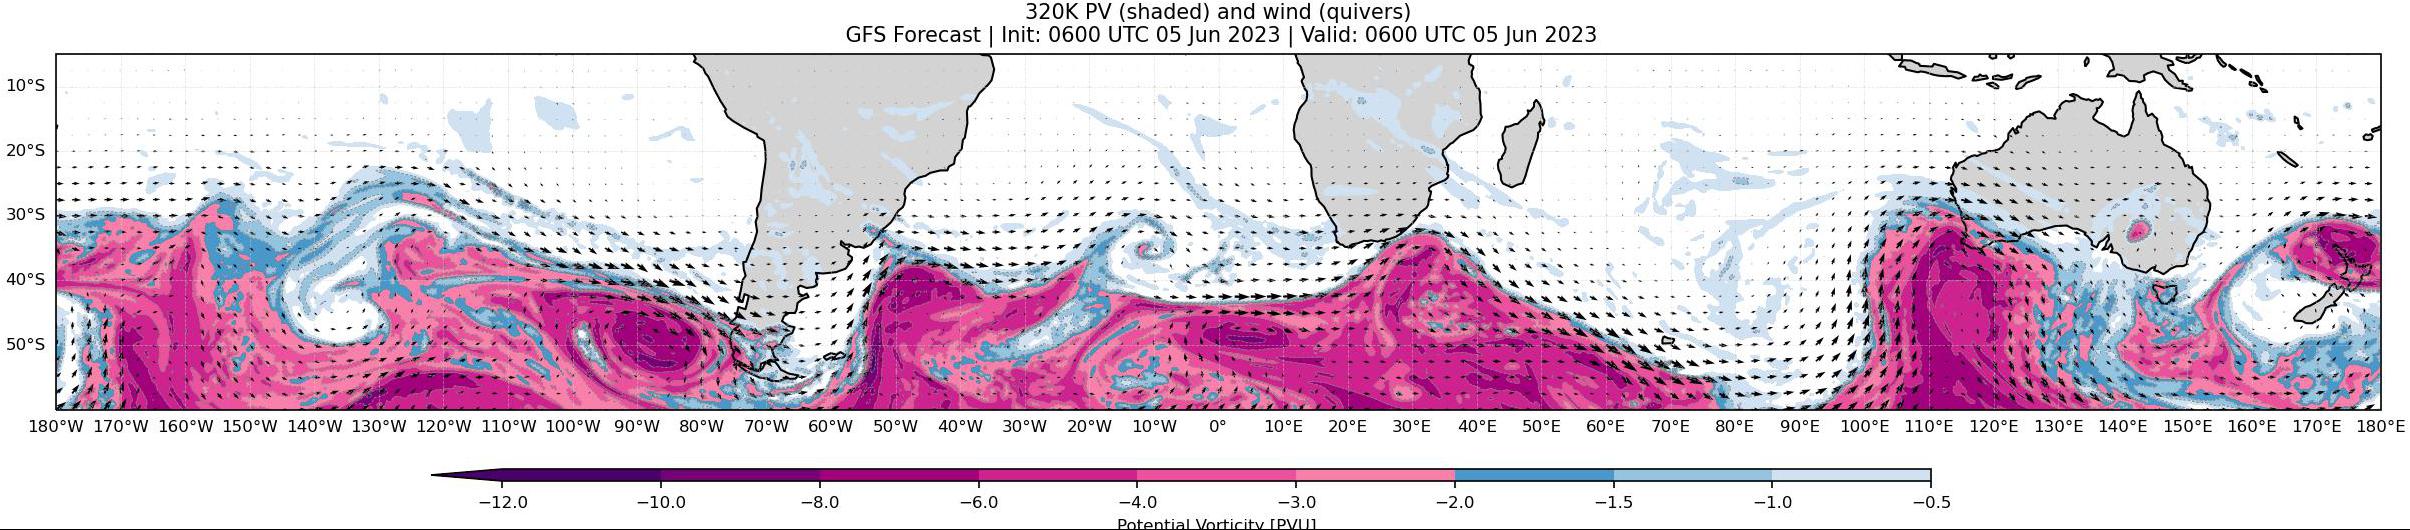 320K PV (shaded) and wind (quivers)
GFS Forecast | Init: 0600 UTC 05 Jun 2023 | Valid: 0600 UTC 05 Jun 2023
10°S
20°S
30°S
40°S
50°S
180°W 170°W 160°W 150°W 140°W 130°W 120°W 110°W 100°W 90°W 80°W 70°W 60°W 50°W 40°W 30°W 20°W 10°W 0° 10°E 20°E 30°E 40°E 50°E 60°E 70°E 80°E 90°E 100°E 110°E 120°E 130°E 140°E 150°E 160°E 170°E 180°E
−12.0 −10.0 −8.0 −6.0 −4.0 −3.0 −2.0 −1.5 −1.0 −0.5
Potential Vorticity [PVU]